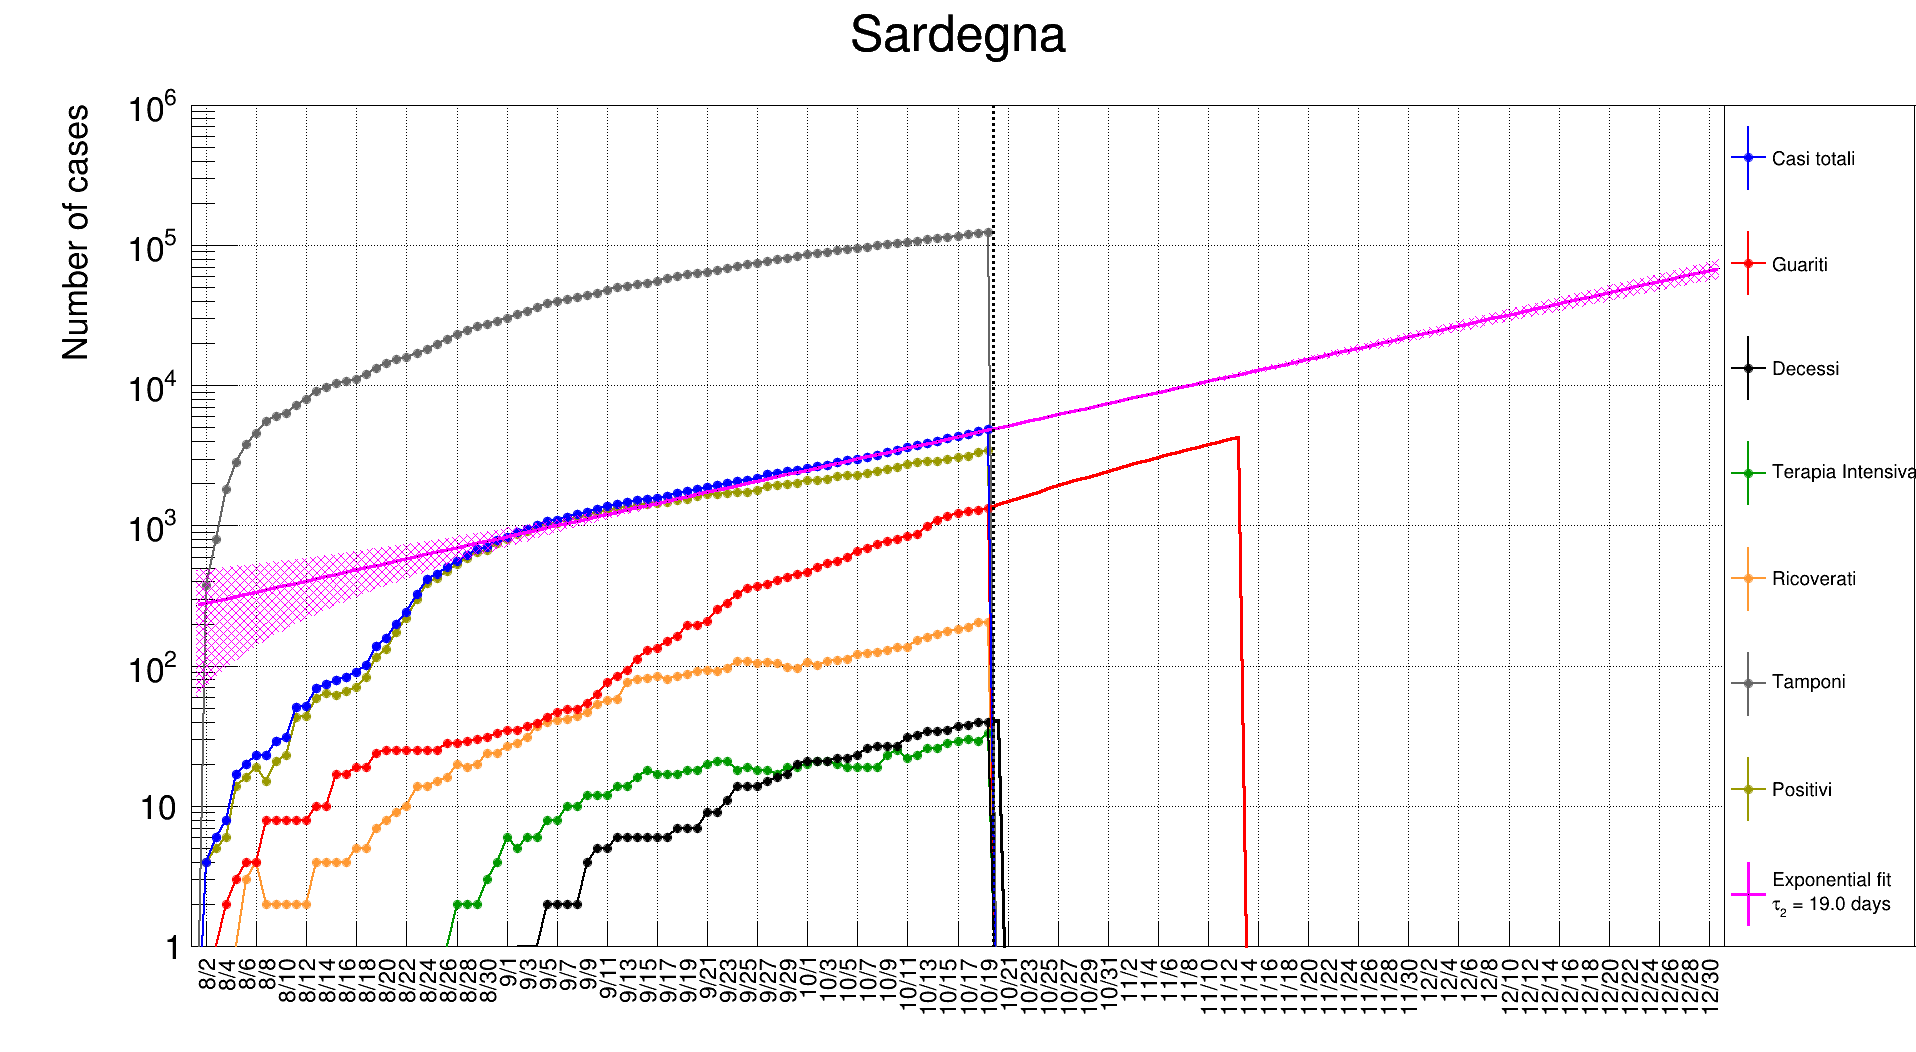 Sardegna
Number of cases
10^6
10^5
10^4
10^3
10^2
10
1
8/2 8/4 8/6 8/8 8/10 8/12 8/14 8/16 8/18 8/20 8/22 8/24 8/26 8/28 8/30 9/1 9/3 9/5 9/7 9/9 9/11 9/13 9/15 9/17 9/19 9/21 9/23 9/25 9/27 9/29 10/1 10/3 10/5 10/7 10/9 10/11 10/13 10/15 10/17 10/19 10/21 10/23 10/25 10/27 10/29 10/31 11/2 11/4 11/6 11/8 11/10 11/12 11/14 11/16 11/18 11/20 11/22 11/24 11/26 11/28 11/30 12/2 12/4 12/6 12/8 12/10 12/12 12/14 12/16 12/18 12/20 12/22 12/24 12/26 12/28 12/30
Casi totali
Guariti
Decessi
Terapia Intensiva
Ricoverati
Tamponi
Positivi
Exponential fit
τ₂ = 19.0 days